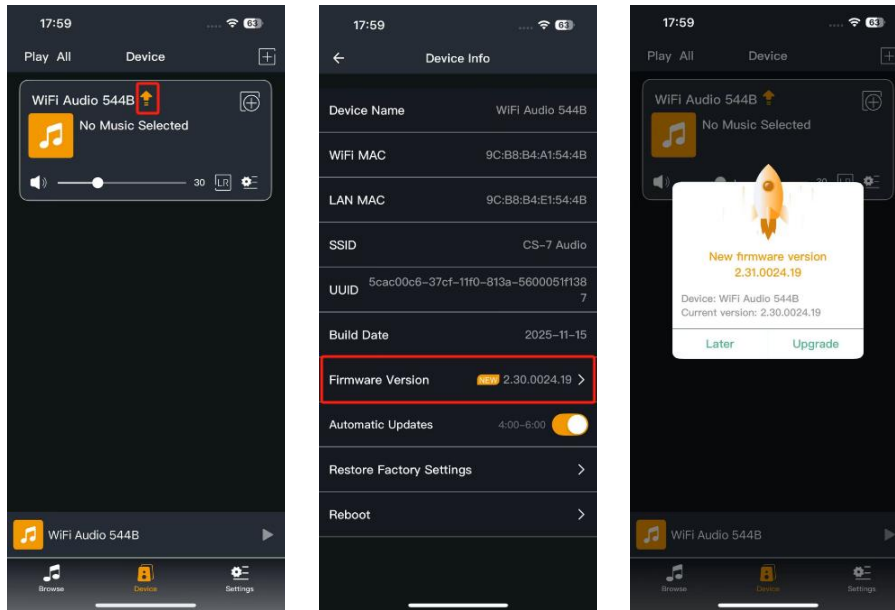 17:59
63
Play All
Device
WiFi Audio 544B
No Music Selected
30
LR
WiFi Audio 544B
Browse
Device
Settings
17:59
63
Device Info
Device Name
WiFi Audio 544B
WiFi MAC
9C:B8:B4:A1:54:4B
LAN MAC
9C:B8:B4:E1:54:4B
SSID
CS-7 Audio
UUID
5cac00c6-37cf-11f0-813a-5600051f138
7
Build Date
2025-11-15
Firmware Version
NEW 2.30.0024.19
Automatic Updates
4:00-6:00
Restore Factory Settings
Reboot
17:59
63
Play All
Device
WiFi Audio 544B
No Music Selected
New firmware version
2.31.0024.19
Device: WiFi Audio 544B
Current version: 2.30.0024.19
Later
Upgrade
WiFi Audio 544B
Browse
Device
Settings